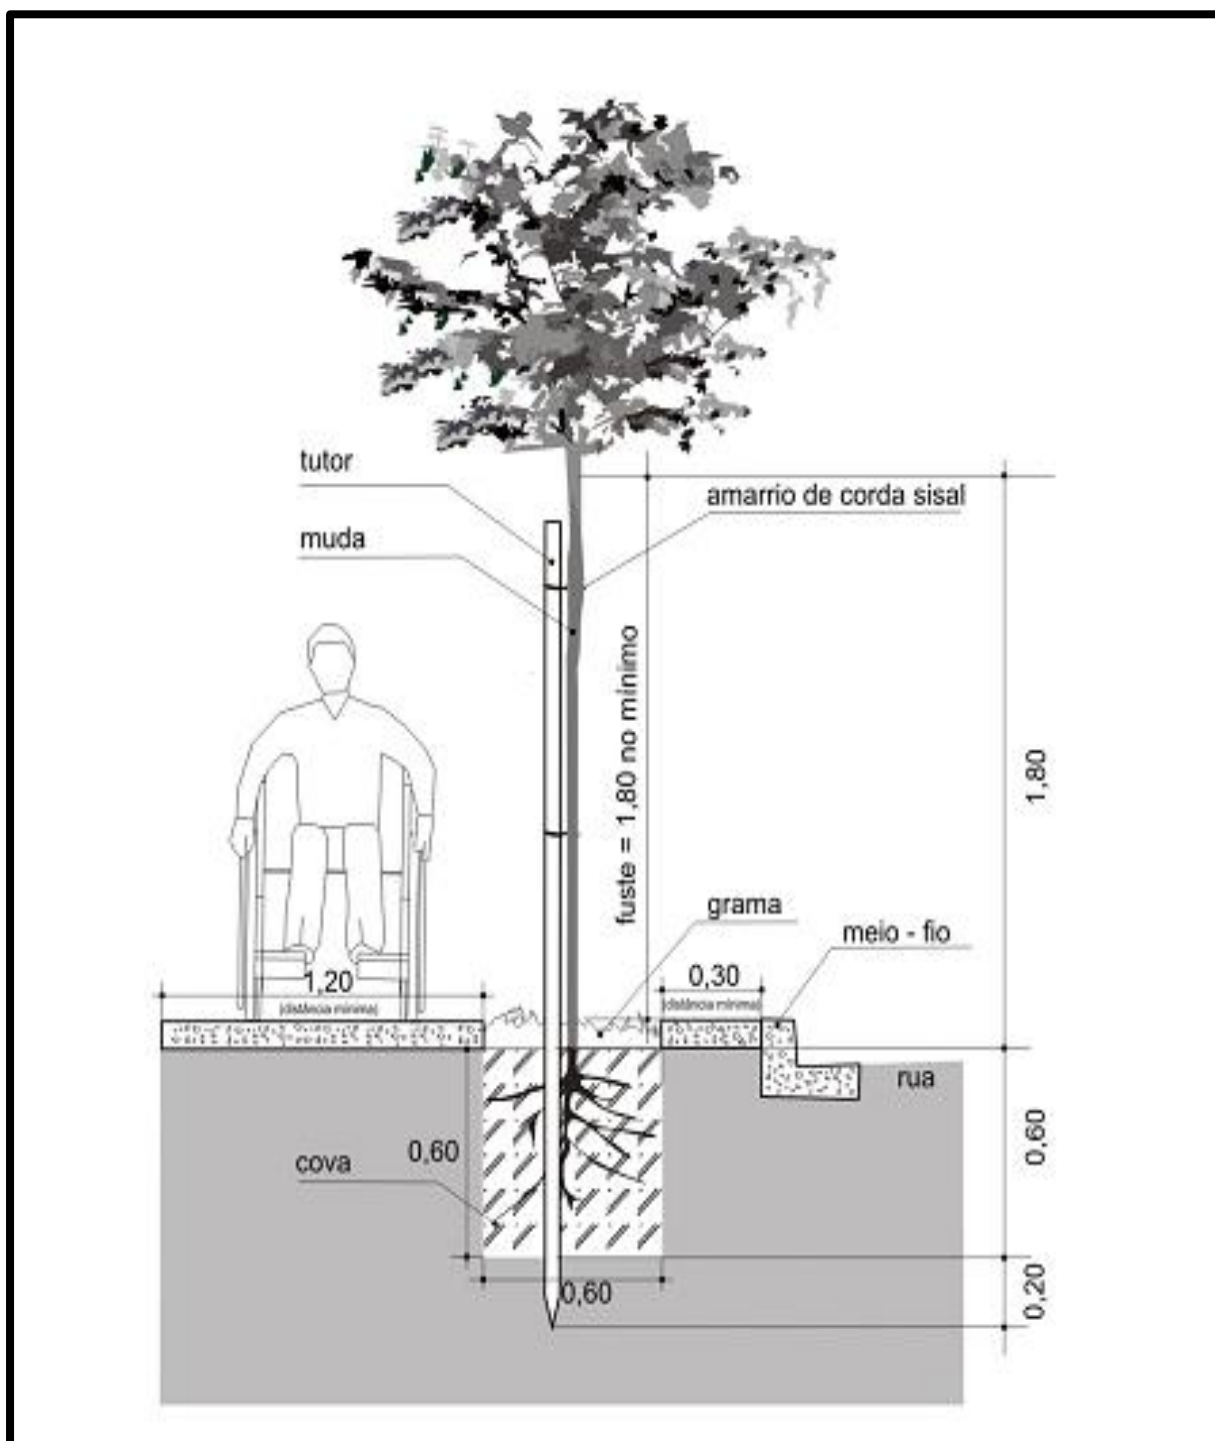 tutor
amarrio de corda sisal
muda
fuste = 1,80 no mínimo
1,80
grama
meio - fio
1,20
(distância mínima)
0,30
(distância mínima)
rua
0,60
cova
0,60
0,20
0,60